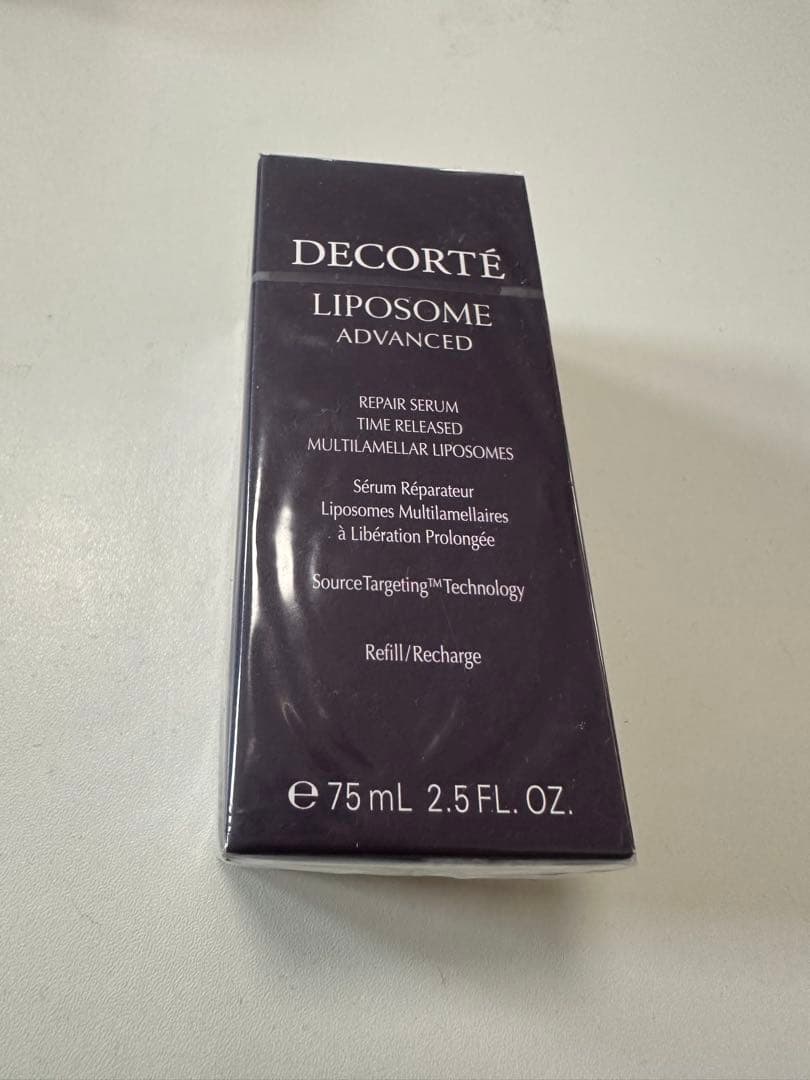 DECORTÉ
LIPOSOME
ADVANCED
REPAIR SERUM
TIME RELEASED
MULTILAMELLAR LIPOSOMES
Sérum Réparateur
Liposomes Multilamellaires
à Libération Prolongée
SourceTargeting™Technology
Refill/Recharge
℮ 75 mL 2.5 FL. OZ.